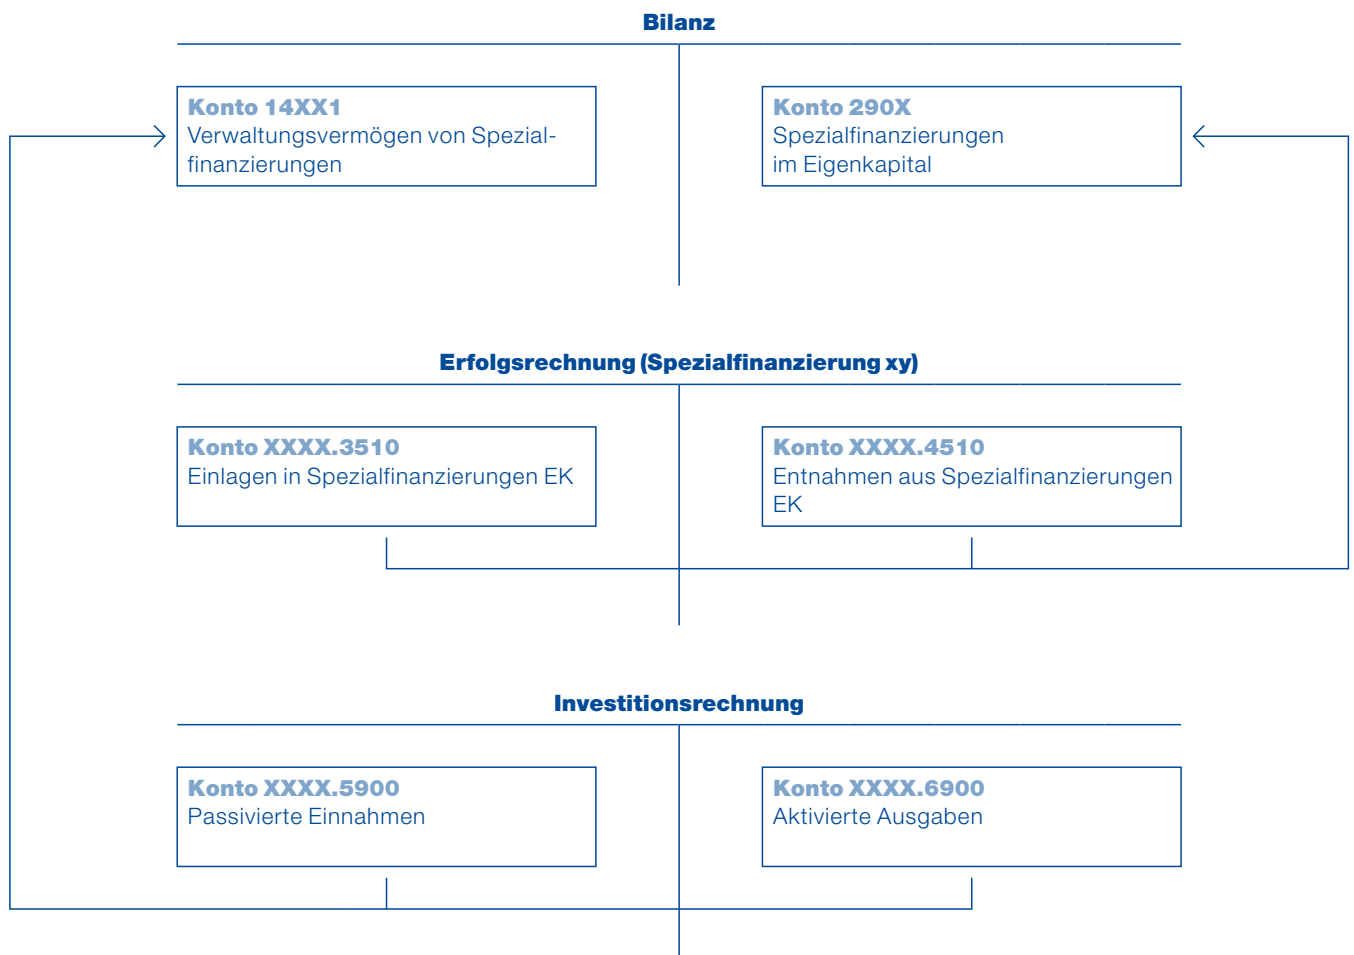 Bilanz
Konto 14XX1
Verwaltungsvermögen von Spezial-
finanzierungen
Konto 290X
Spezialfinanzierungen
im Eigenkapital
Erfolgsrechnung (Spezialfinanzierung xy)
Konto XXXX.3510
Einlagen in Spezialfinanzierungen EK
Konto XXXX.4510
Entnahmen aus Spezialfinanzierungen
EK
Investitionsrechnung
Konto XXXX.5900
Passivierte Einnahmen
Konto XXXX.6900
Aktivierte Ausgaben